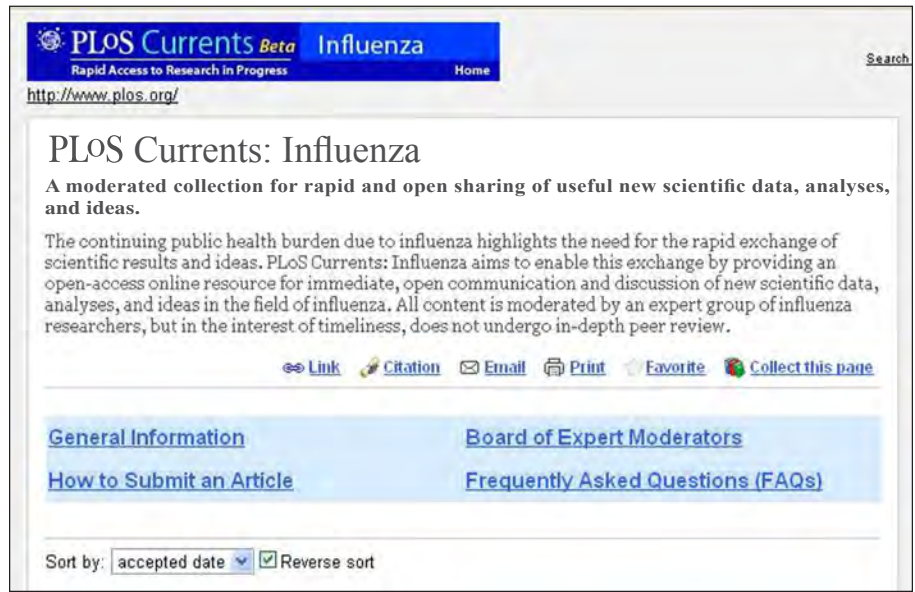 PLoS Currents Beta Influenza
Rapid Access to Research in Progress Home
Search
http://www.plos.org/
PLoS Currents: Influenza
A moderated collection for rapid and open sharing of useful new scientific data, analyses,
and ideas.
The continuing public health burden due to influenza highlights the need for the rapid exchange of
scientific results and ideas. PLoS Currents: Influenza aims to enable this exchange by providing an
open-access online resource for immediate, open communication and discussion of new scientific data,
analyses, and ideas in the field of influenza. All content is moderated by an expert group of influenza
researchers, but in the interest of timeliness, does not undergo in-depth peer review.
Link Citation Email Print Favorite Collect this page
General Information Board of Expert Moderators
How to Submit an Article Frequently Asked Questions (FAQs)
Sort by: accepted date Reverse sort